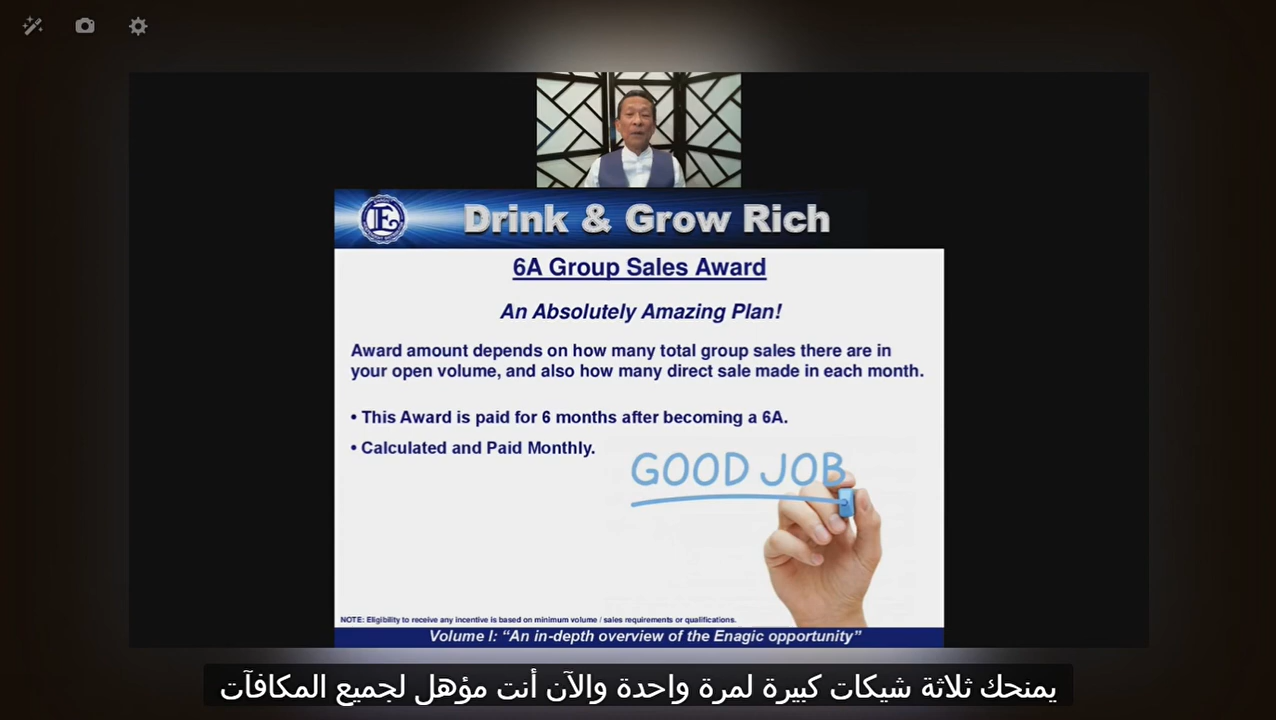 Drink & Grow Rich
6A Group Sales Award
An Absolutely Amazing Plan!
Award amount depends on how many total group sales there are in
your open volume, and also how many direct sale made in each month.
• This Award is paid for 6 months after becoming a 6A.
• Calculated and Paid Monthly.
GOOD JOB
NOTE: Eligibility to receive any incentive is based on minimum volume / sales requirements or qualifications.
Volume I: “An in-depth overview of the Enagic opportunity”
يمنحك ثلاثة شيكات كبيرة لمرة واحدة والآن أنت مؤهل لجميع المكافآت